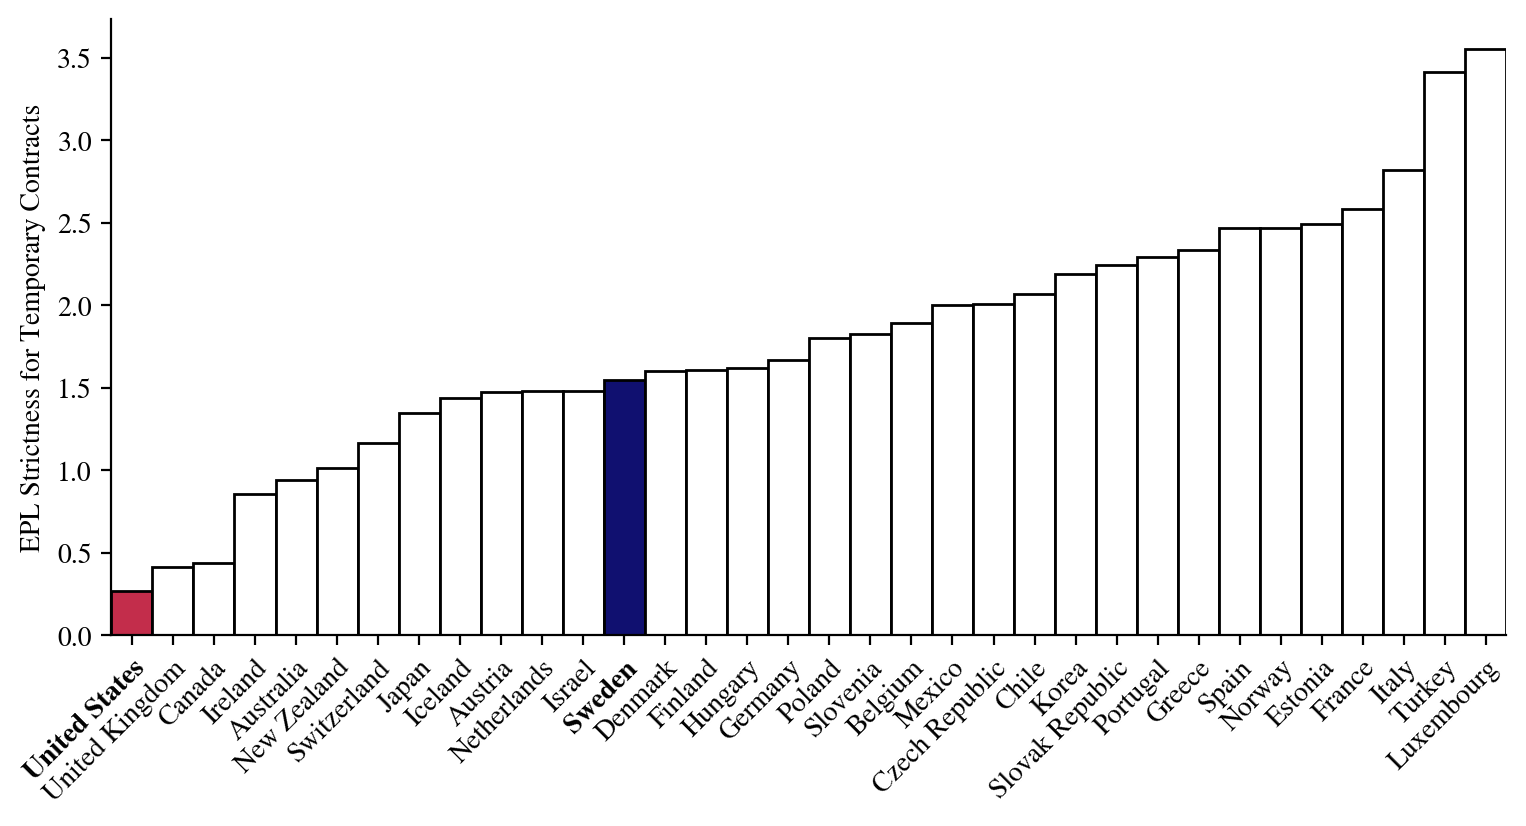 EPL Strictness for Temporary Contracts
3.5
3.0
2.5
2.0
1.5
1.0
0.5
0.0
United States
United Kingdom
Canada
Ireland
Australia
New Zealand
Switzerland
Japan
Iceland
Austria
Netherlands
Israel
Sweden
Denmark
Finland
Hungary
Germany
Poland
Slovenia
Belgium
Mexico
Czech Republic
Chile
Korea
Slovak Republic
Portugal
Greece
Spain
Norway
Estonia
France
Italy
Turkey
Luxembourg